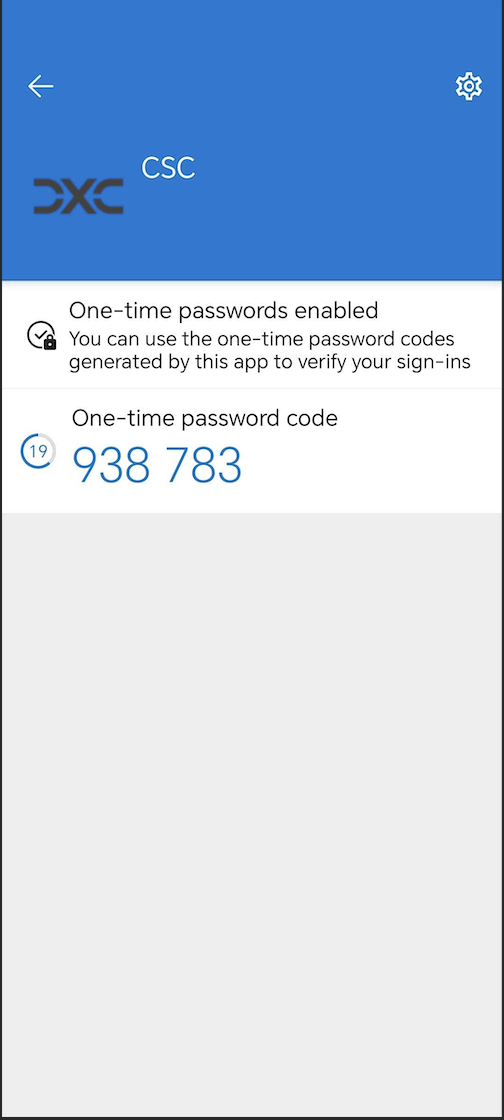 CSC
DXC
One-time passwords enabled
You can use the one-time password codes
generated by this app to verify your sign-ins
One-time password code
19
938 783